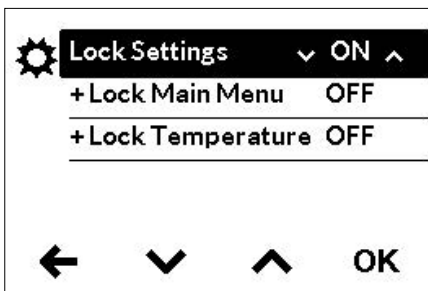 Lock Settings ON
+Lock Main Menu OFF
+Lock Temperature OFF
OK